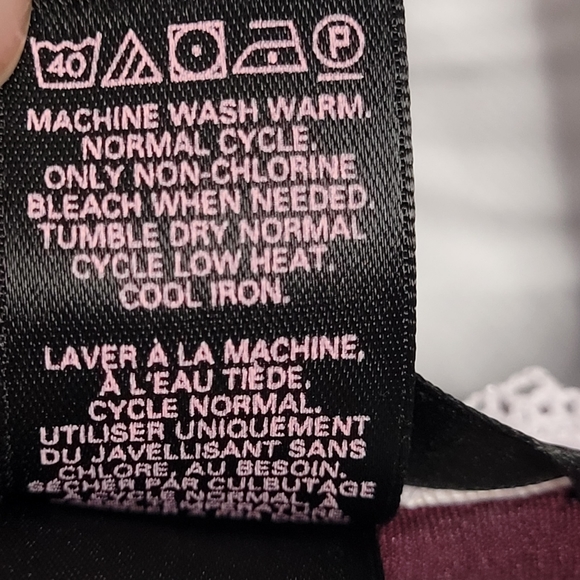 40 P
MACHINE WASH WARM.
NORMAL CYCLE.
ONLY NON-CHLORINE
BLEACH WHEN NEEDED.
TUMBLE DRY NORMAL
CYCLE LOW HEAT.
COOL IRON.
LAVER À LA MACHINE,
À L'EAU TIÈDE,
CYCLE NORMAL.
UTILISER UNIQUEMENT
DU JAVELLISANT SANS
CHLORE, AU BESOIN.
SÉCHER PAR CULBUTAGE
À CYCLE NORMAL À